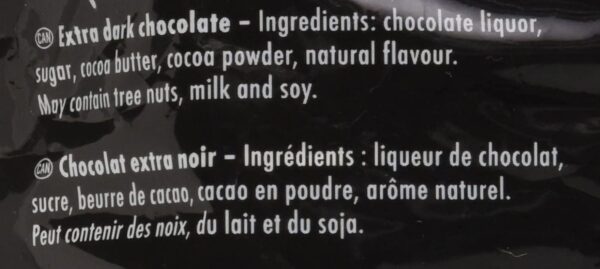 CAN Extra dark chocolate – Ingredients: chocolate liquor,
sugar, cocoa butter, cocoa powder, natural flavour.
May contain tree nuts, milk and soy.
CAN Chocolat extra noir – Ingrédients : liqueur de chocolat,
sucre, beurre de cacao, cacao en poudre, arôme naturel.
Peut contenir des noix, du lait et du soja.